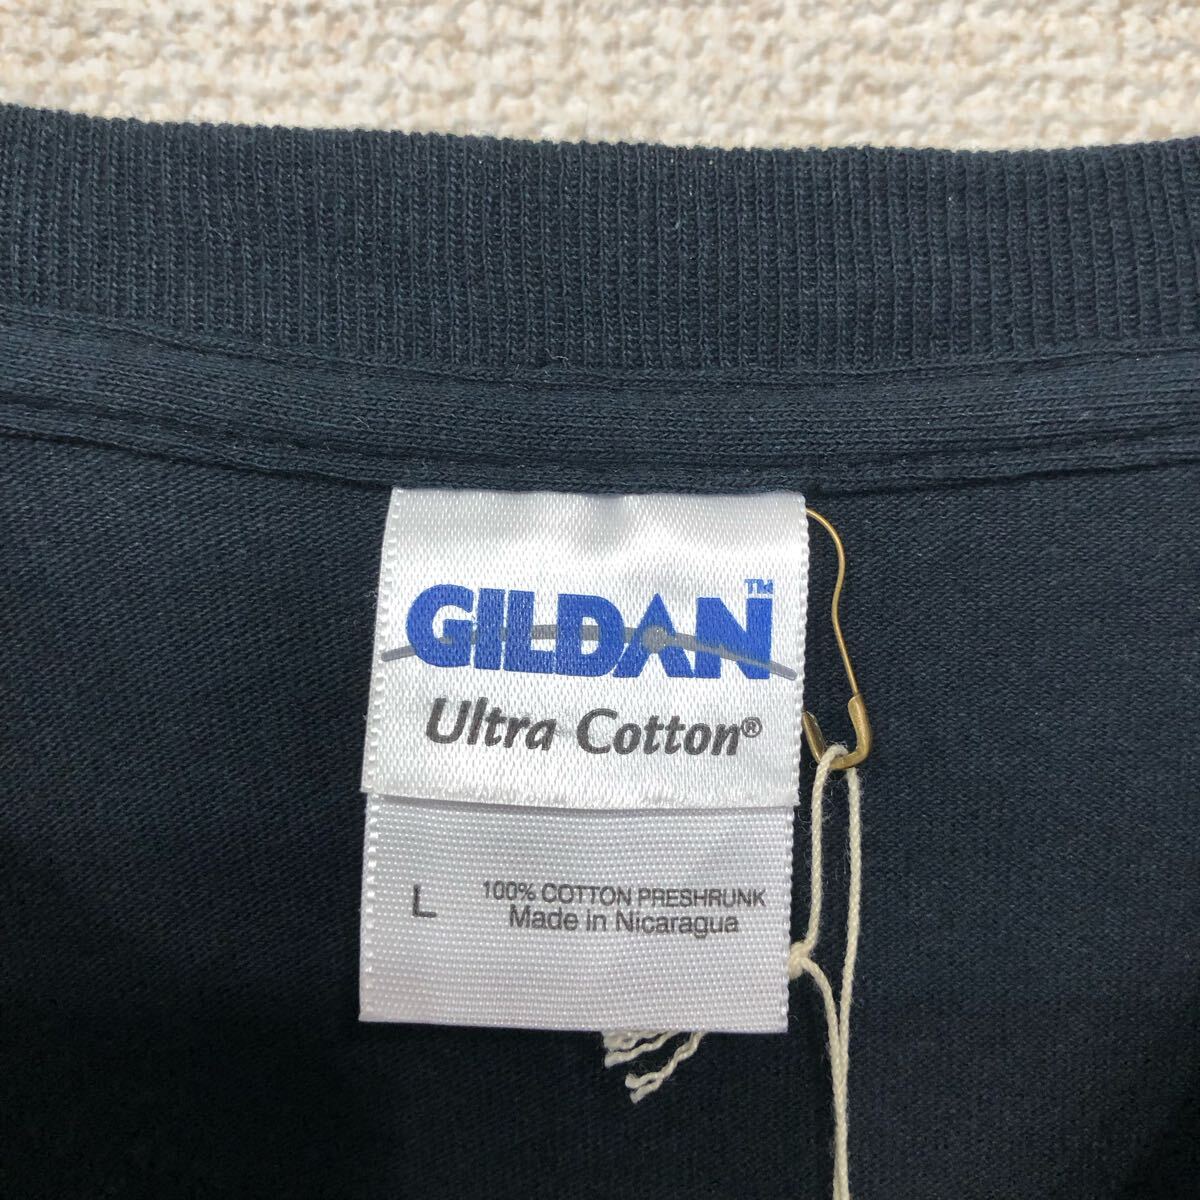 GILDAN™
Ultra Cotton®
L
100% COTTON PRESHRUNK
Made in Nicaragua